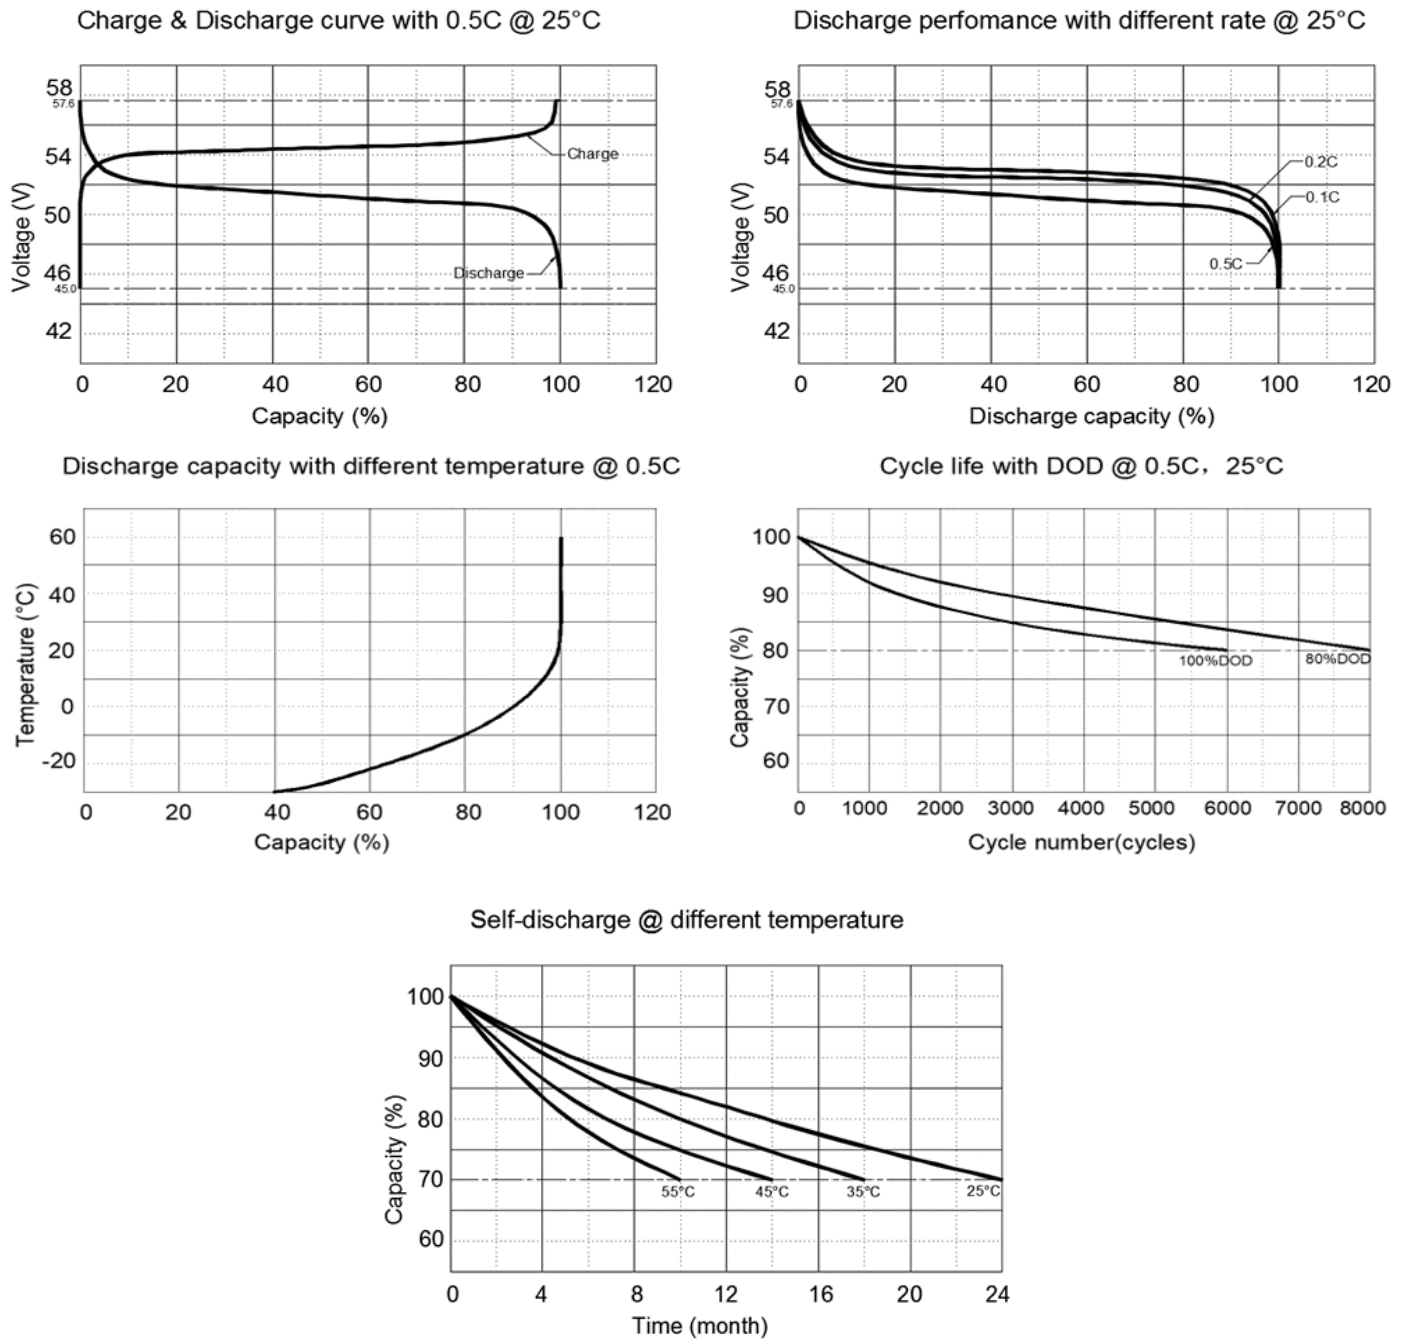 Charge & Discharge curve with 0.5C @ 25°C
58
57.6
54
50
46
45.0
42
Voltage (V)
Charge
Discharge
0 20 40 60 80 100 120
Capacity (%)
Discharge perfomance with different rate @ 25°C
58
57.6
54
50
46
45.0
42
Voltage (V)
0.2C
0.1C
0.5C
0 20 40 60 80 100 120
Discharge capacity (%)
Discharge capacity with different temperature @ 0.5C
60
40
20
0
-20
Temperature (°C)
0 20 40 60 80 100 120
Capacity (%)
Cycle life with DOD @ 0.5C，25°C
100
90
80
70
60
Capacity (%)
100%DOD 80%DOD
0 1000 2000 3000 4000 5000 6000 7000 8000
Cycle number(cycles)
Self-discharge @ different temperature
100
90
80
70
60
Capacity (%)
55°C 45°C 35°C 25°C
0 4 8 12 16 20 24
Time (month)